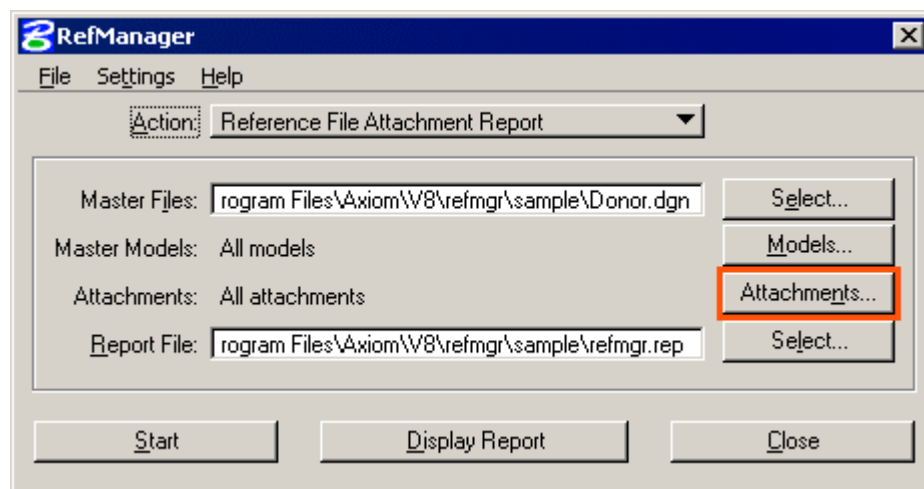 RefManager
File Settings Help
Action: Reference File Attachment Report
Master Files: rogram Files\Axiom\V8\refmgr\sample\Donor.dgn Select...
Master Models: All models Models...
Attachments: All attachments Attachments...
Report File: rogram Files\Axiom\V8\refmgr\sample\refmgr.rep Select...
Start Display Report Close